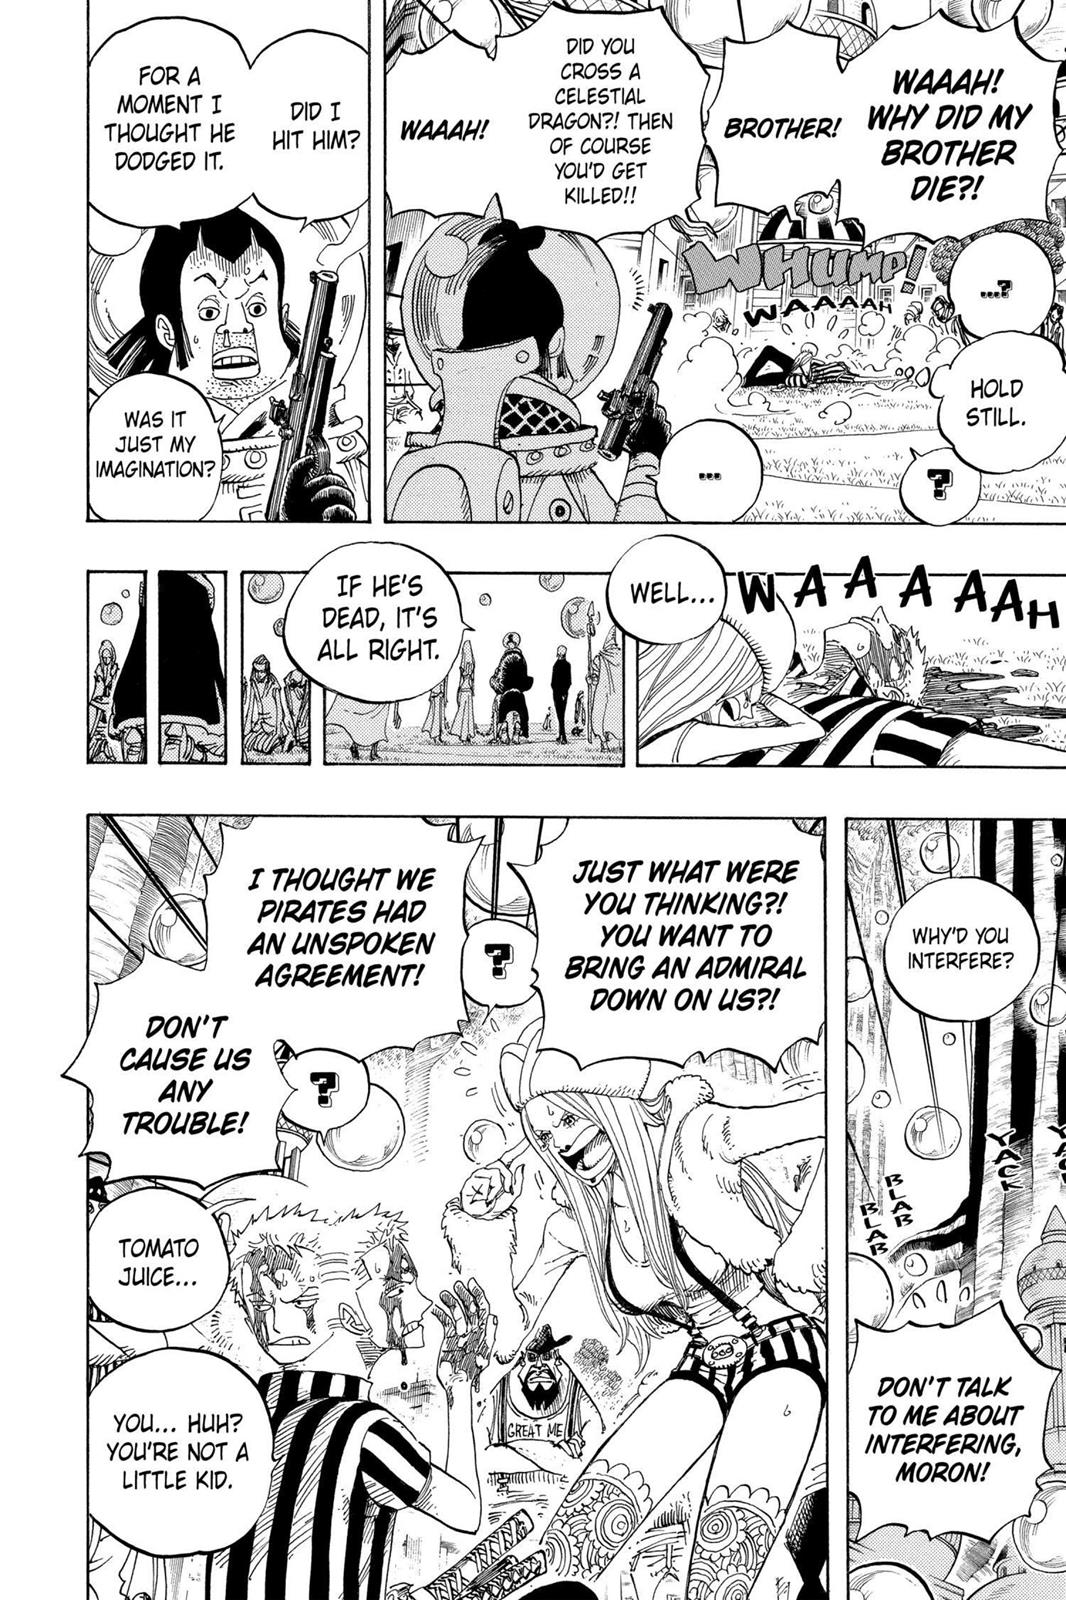 WAAAH!
WHY DID MY
BROTHER
DIE?!
BROTHER!
DID YOU
CROSS A
CELESTIAL
DRAGON?! THEN
OF COURSE
YOU'D GET
KILLED!!
WAAAH!
WHUMP!
WAAAAAH
....?
HOLD
STILL.
?
...
DID I
HIT HIM?
FOR A
MOMENT I
THOUGHT HE
DODGED IT.
WAS IT
JUST MY
IMAGINATION?
WAAAAAAH
WELL...
IF HE'S
DEAD, IT'S
ALL RIGHT.
WHY'D YOU
INTERFERE?
YACK
YACK
BLAB
BLAB
DON'T TALK
TO ME ABOUT
INTERFERING,
MORON!
JUST WHAT WERE
YOU THINKING?!
YOU WANT TO
BRING AN ADMIRAL
DOWN ON US?!
?
I THOUGHT WE
PIRATES HAD
AN UNSPOKEN
AGREEMENT!
DON'T
CAUSE US
ANY
TROUBLE!
?
TOMATO
JUICE...
YOU... HUH?
YOU'RE NOT A
LITTLE KID.
GREAT ME